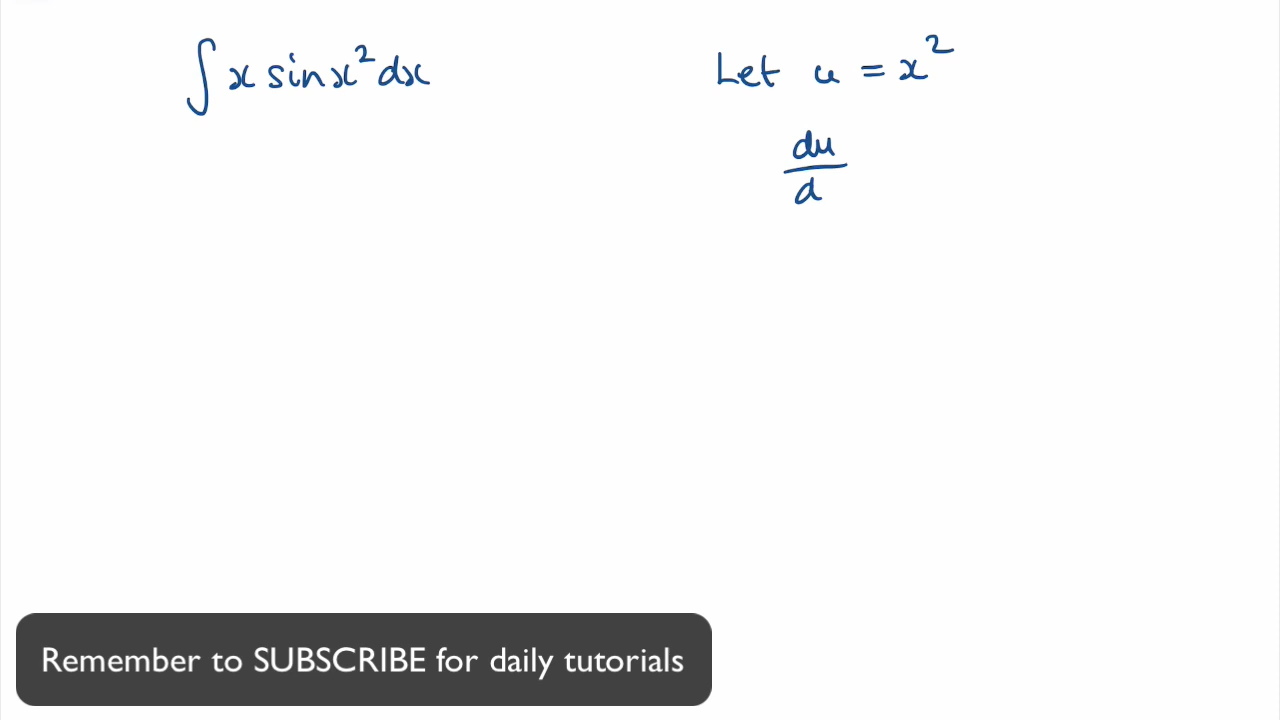 ∫ x sin x² dx
Let u = x²
du
d
Remember to SUBSCRIBE for daily tutorials